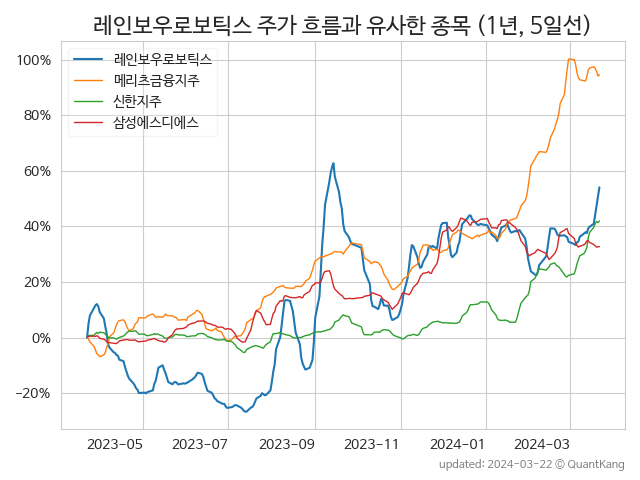 레인보우로보틱스 주가 흐름과 유사한 종목 (1년, 5일선)
레인보우로보틱스
메리츠금융지주
신한지주
삼성에스디에스
100%
80%
60%
40%
20%
0%
-20%
2023-05 2023-07 2023-09 2023-11 2024-01 2024-03
updated: 2024-03-22 © QuantKang